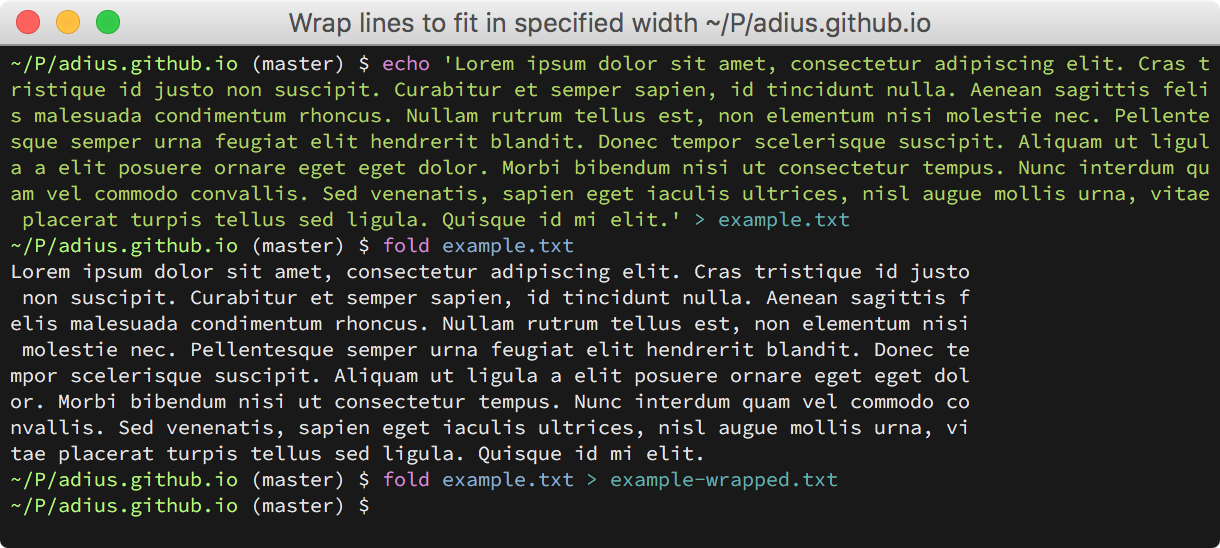 Wrap lines to fit in specified width ~/P/adius.github.io
~/P/adius.github.io (master) $ echo 'Lorem ipsum dolor sit amet, consectetur adipiscing elit. Cras t
ristique id justo non suscipit. Curabitur et semper sapien, id tincidunt nulla. Aenean sagittis feli
s malesuada condimentum rhoncus. Nullam rutrum tellus est, non elementum nisi molestie nec. Pellente
sque semper urna feugiat elit hendrerit blandit. Donec tempor scelerisque suscipit. Aliquam ut ligul
a a elit posuere ornare eget eget dolor. Morbi bibendum nisi ut consectetur tempus. Nunc interdum qu
am vel commodo convallis. Sed venenatis, sapien eget iaculis ultrices, nisl augue mollis urna, vitae
 placerat turpis tellus sed ligula. Quisque id mi elit.' > example.txt
~/P/adius.github.io (master) $ fold example.txt
Lorem ipsum dolor sit amet, consectetur adipiscing elit. Cras tristique id justo
 non suscipit. Curabitur et semper sapien, id tincidunt nulla. Aenean sagittis f
elis malesuada condimentum rhoncus. Nullam rutrum tellus est, non elementum nisi
 molestie nec. Pellentesque semper urna feugiat elit hendrerit blandit. Donec te
mpor scelerisque suscipit. Aliquam ut ligula a elit posuere ornare eget eget dol
or. Morbi bibendum nisi ut consectetur tempus. Nunc interdum quam vel commodo co
nvallis. Sed venenatis, sapien eget iaculis ultrices, nisl augue mollis urna, vi
tae placerat turpis tellus sed ligula. Quisque id mi elit.
~/P/adius.github.io (master) $ fold example.txt > example-wrapped.txt
~/P/adius.github.io (master) $